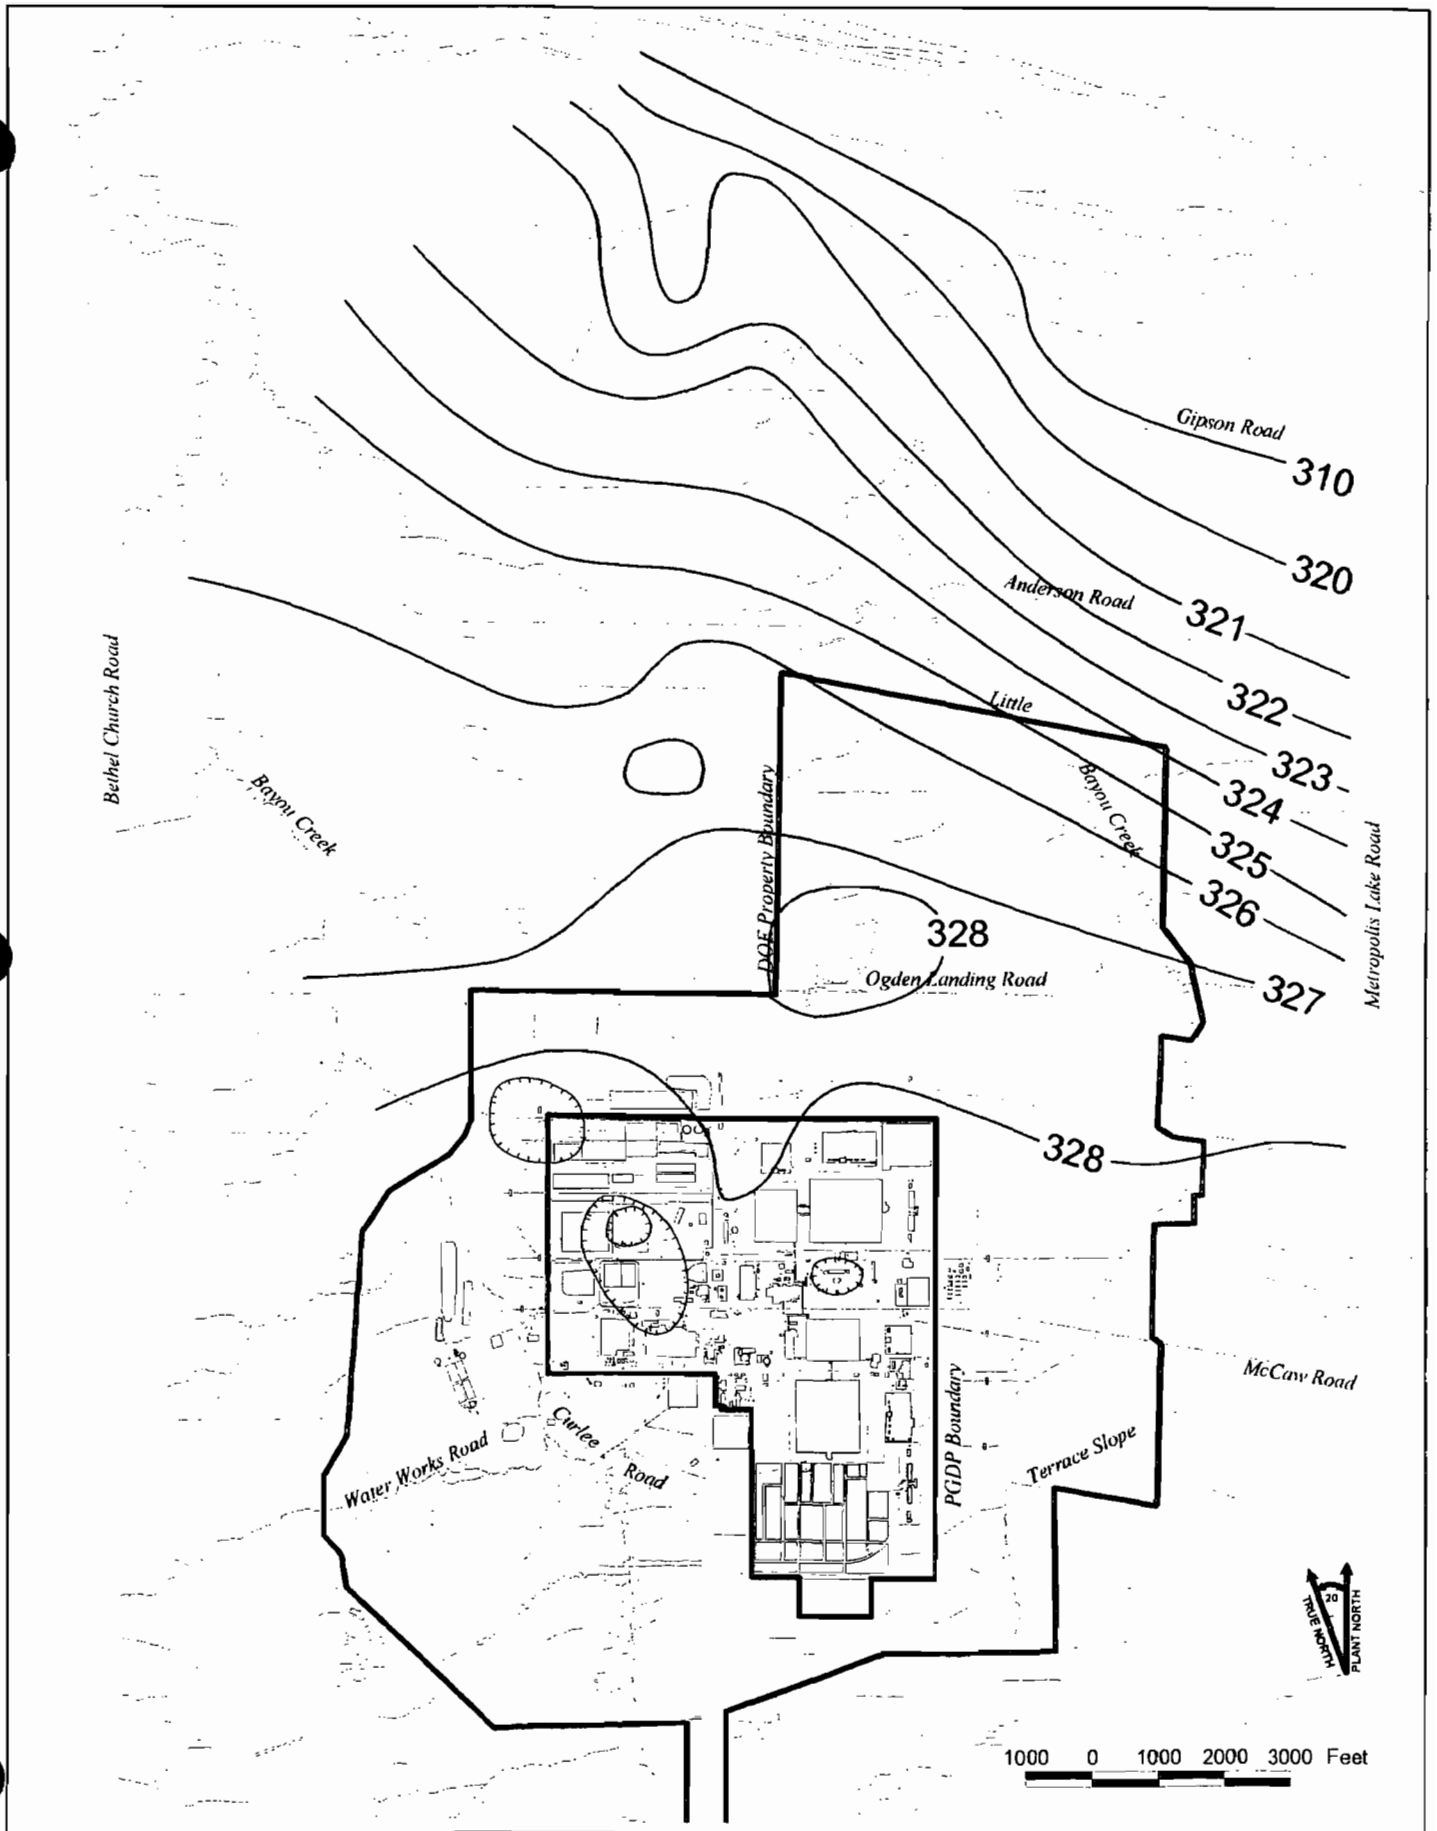 Gipson Road
310
320
Anderson Road
321
322
323
324
325
326
327
Bethel Church Road
Little
Bayou Creek
Bayou Creek
DOE Property Boundary
Metropolis Lake Road
328
Ogden Landing Road
328
McCaw Road
PGDP Boundary
Curlee
Road
Water Works Road
Terrace Slope
20
TRUE NORTH
PLANT NORTH
1000 0 1000 2000 3000 Feet